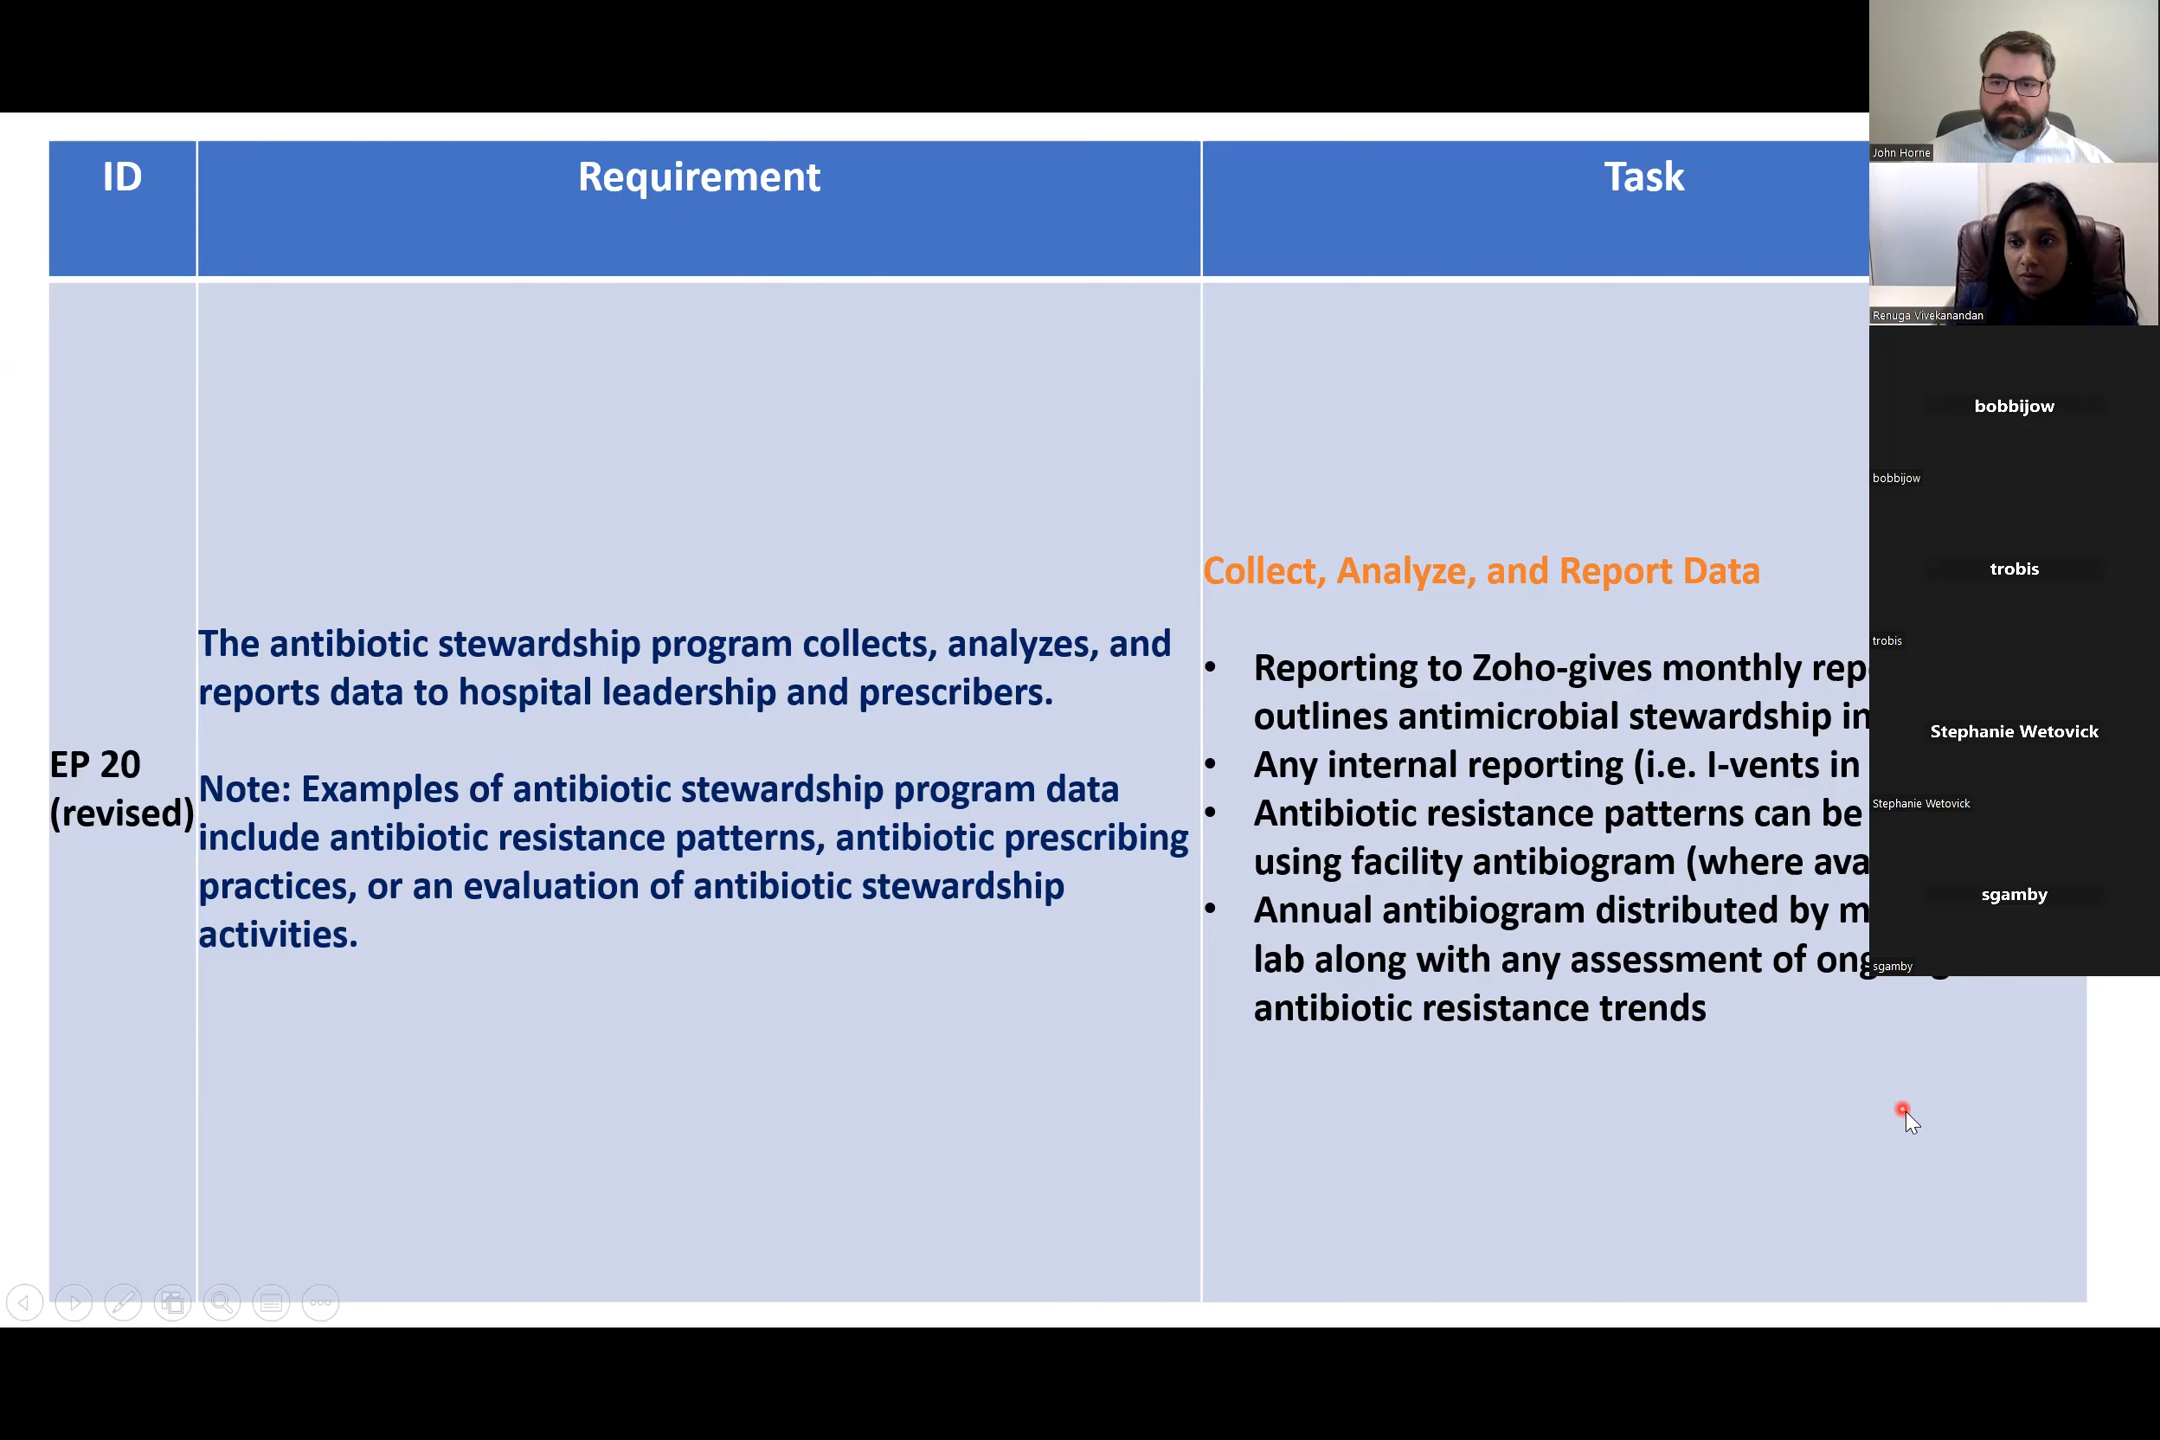 ID
Requirement
Task
EP 20
(revised)
The antibiotic stewardship program collects, analyzes, and
reports data to hospital leadership and prescribers.
Note: Examples of antibiotic stewardship program data
include antibiotic resistance patterns, antibiotic prescribing
practices, or an evaluation of antibiotic stewardship
activities.
Collect, Analyze, and Report Data
• Reporting to Zoho-gives monthly
outlines antimicrobial stewardship
• Any internal reporting (i.e. I-vents in
• Antibiotic resistance patterns can be
using facility antibiogram (where
• Annual antibiogram distributed by
lab along with any assessment of
antibiotic resistance trends
John Horne
Renuga Vivekanandan
bobbijow
bobbijow
trobis
trobis
Stephanie Wetovick
Stephanie Wetovick
sgamby
sgamby